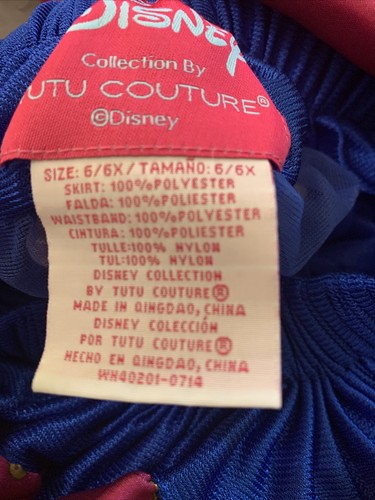 DISNEY
Collection By
TUTU COUTURE®
©Disney
SIZE: 6/6X / TAMAÑO: 6/6X
SKIRT: 100%POLYESTER
FALDA: 100%POLIESTER
WAISTBAND: 100%POLYESTER
CINTURA: 100%POLIESTER
TULLE:100% NYLON
TUL:100% NYLON
DISNEY COLLECTION
BY TUTU COUTURE®
MADE IN QINGDAO, CHINA
DISNEY COLECCIÓN
POR TUTU COUTURE®
HECHO EN QINGDAO, CHINA
WH40201-0714